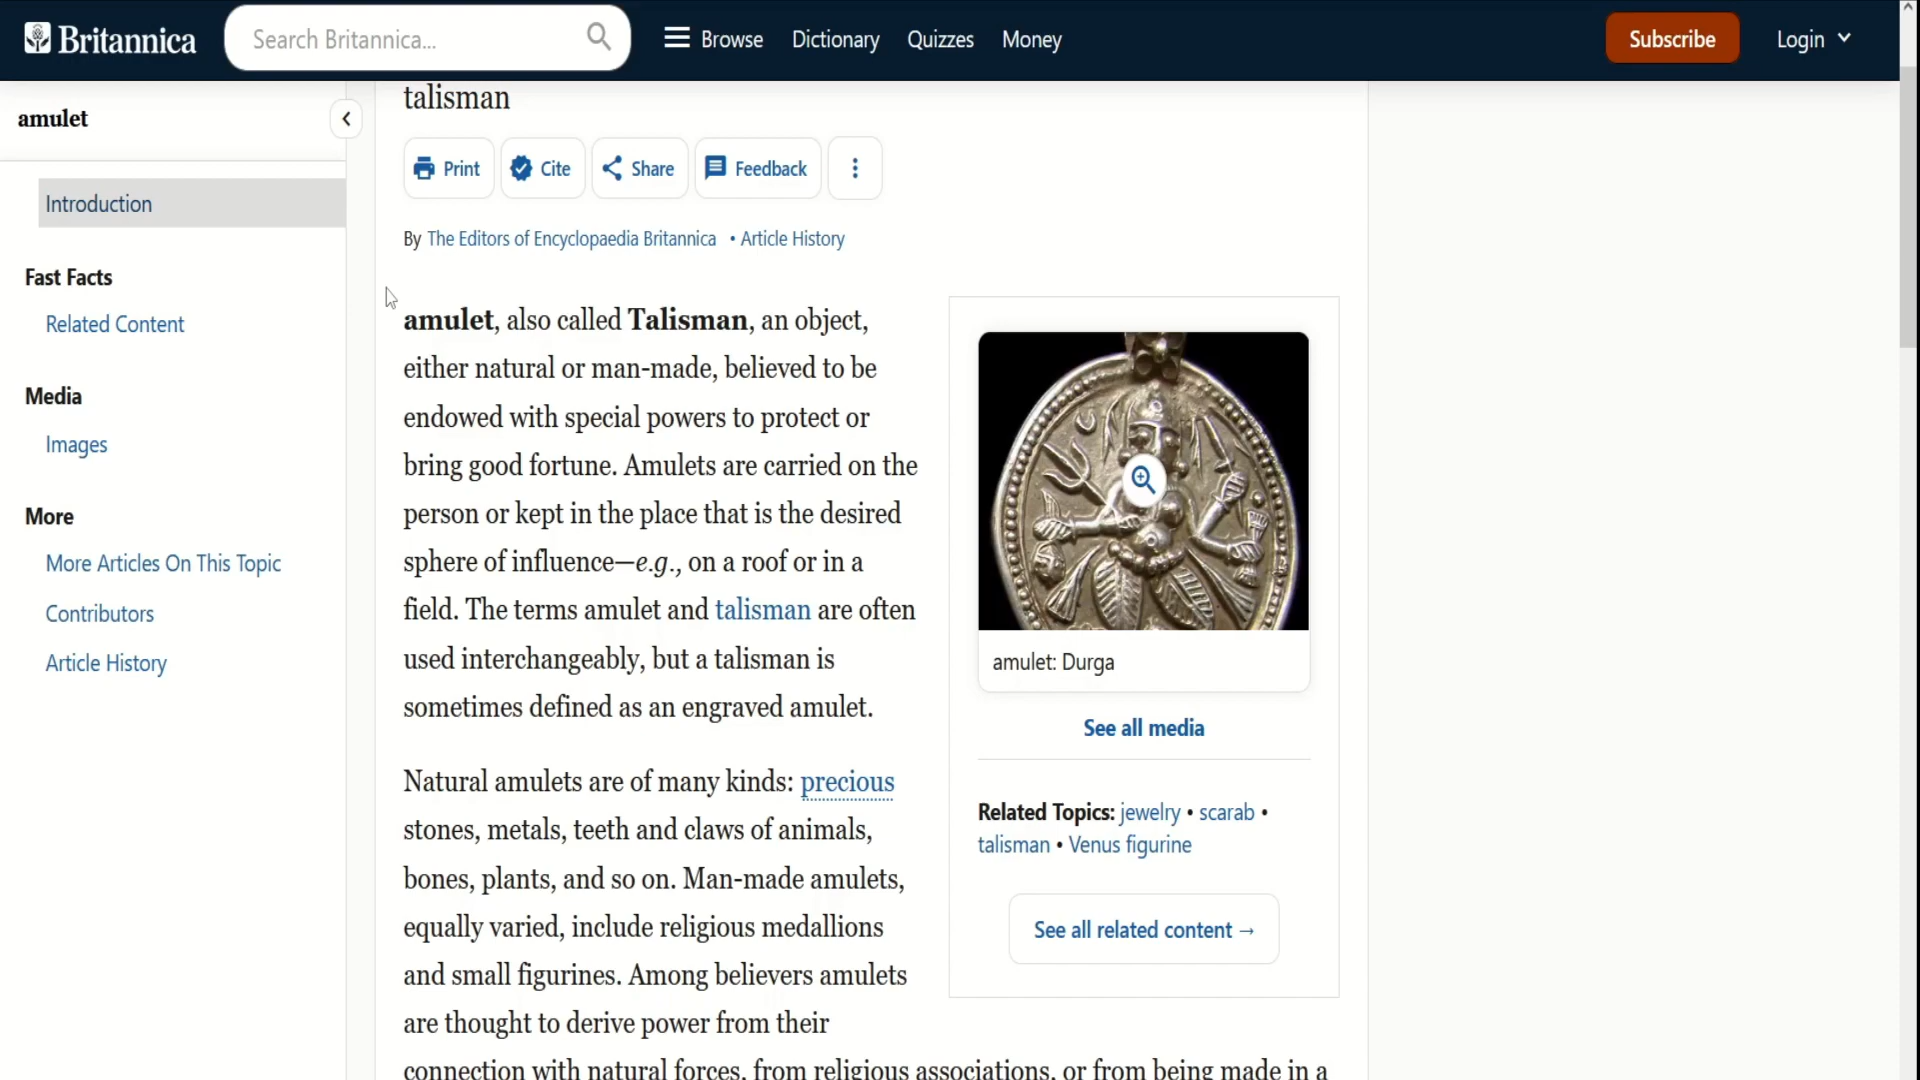 Britannica
Search Britannica...
Browse
Dictionary
Quizzes
Money
Subscribe
Login
amulet
Introduction
Fast Facts
Related Content
Media
Images
More
More Articles On This Topic
Contributors
Article History
talisman
Print
Cite
Share
Feedback
By The Editors of Encyclopaedia Britannica • Article History
amulet, also called Talisman, an object,
either natural or man-made, believed to be
endowed with special powers to protect or
bring good fortune. Amulets are carried on the
person or kept in the place that is the desired
sphere of influence—e.g., on a roof or in a
field. The terms amulet and talisman are often
used interchangeably, but a talisman is
sometimes defined as an engraved amulet.
Natural amulets are of many kinds: precious
stones, metals, teeth and claws of animals,
bones, plants, and so on. Man-made amulets,
equally varied, include religious medallions
and small figurines. Among believers amulets
are thought to derive power from their
connection with natural forces, from religious associations, or from being made in a
amulet: Durga
See all media
Related Topics: jewelry • scarab •
talisman • Venus figurine
See all related content →